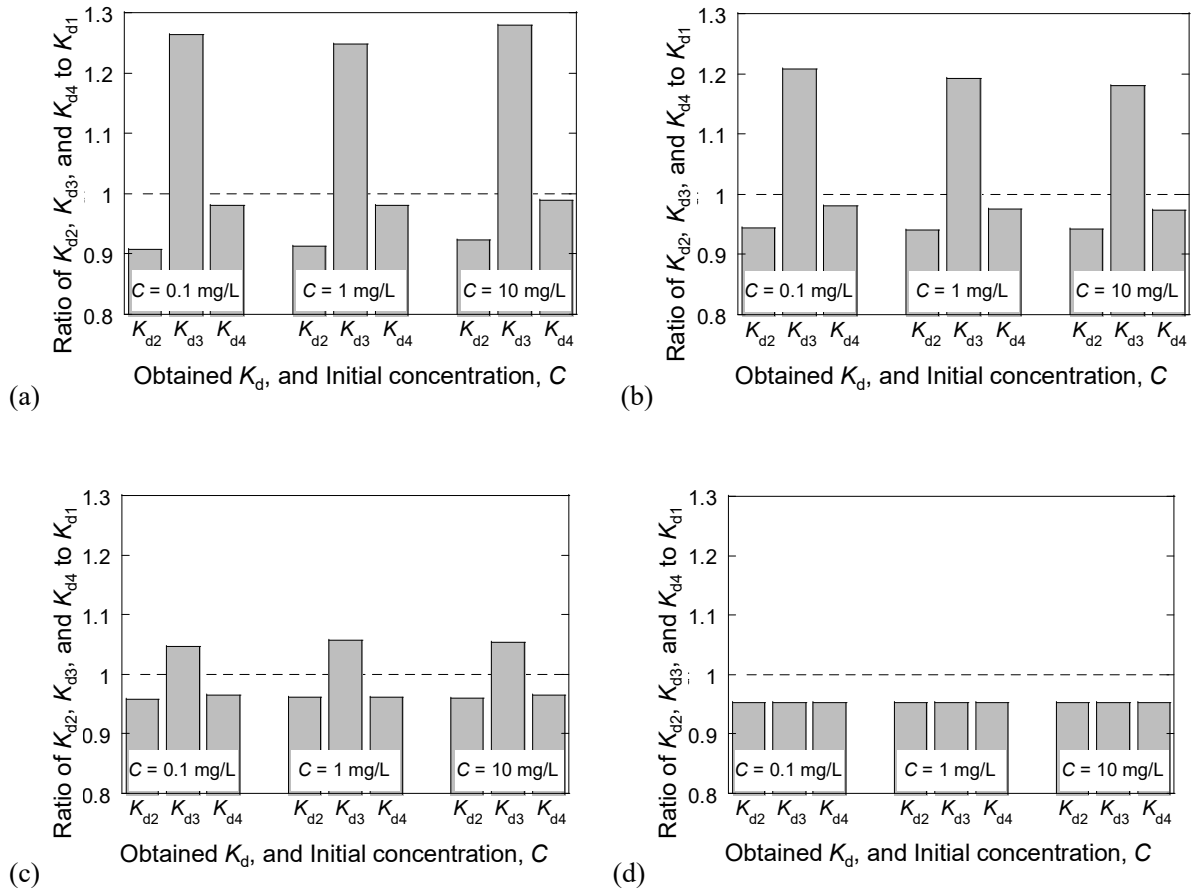 Ratio of Kd2, Kd3, and Kd4 to Kd1
1.3
1.2
1.1
1
0.9
0.8
C = 0.1 mg/L
C = 1 mg/L
C = 10 mg/L
Kd2 Kd3 Kd4
Kd2 Kd3 Kd4
Kd2 Kd3 Kd4
Obtained Kd, and Initial concentration, C
(a)
Ratio of Kd2, Kd3, and Kd4 to Kd1
1.3
1.2
1.1
1
0.9
0.8
C = 0.1 mg/L
C = 1 mg/L
C = 10 mg/L
Kd2 Kd3 Kd4
Kd2 Kd3 Kd4
Kd2 Kd3 Kd4
Obtained Kd, and Initial concentration, C
(b)
Ratio of Kd2, Kd3, and Kd4 to Kd1
1.3
1.2
1.1
1
0.9
0.8
C = 0.1 mg/L
C = 1 mg/L
C = 10 mg/L
Kd2 Kd3 Kd4
Kd2 Kd3 Kd4
Kd2 Kd3 Kd4
Obtained Kd, and Initial concentration, C
(c)
Ratio of Kd2, Kd3, and Kd4 to Kd1
1.3
1.2
1.1
1
0.9
0.8
C = 0.1 mg/L
C = 1 mg/L
C = 10 mg/L
Kd2 Kd3 Kd4
Kd2 Kd3 Kd4
Kd2 Kd3 Kd4
Obtained Kd, and Initial concentration, C
(d)